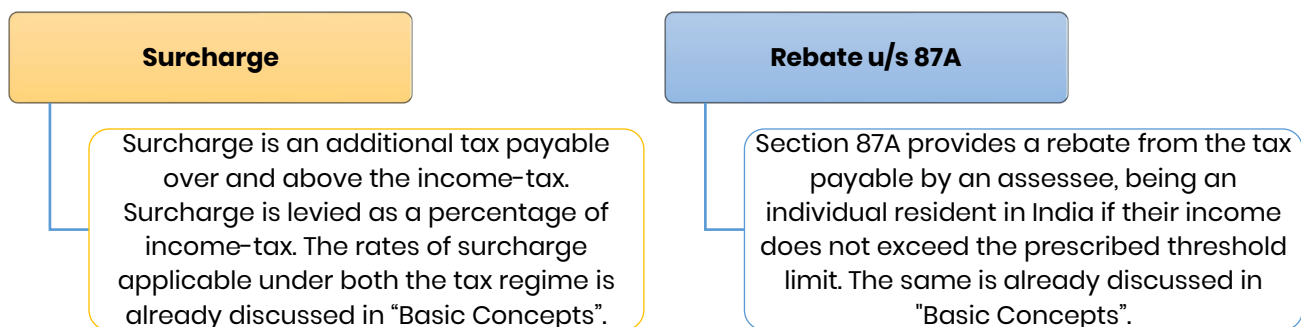 Surcharge
Surcharge is an additional tax payable
over and above the income-tax.
Surcharge is levied as a percentage of
income-tax. The rates of surcharge
applicable under both the tax regime is
already discussed in “Basic Concepts”.
Rebate u/s 87A
Section 87A provides a rebate from the tax
payable by an assessee, being an
individual resident in India if their income
does not exceed the prescribed threshold
limit. The same is already discussed in
"Basic Concepts”.